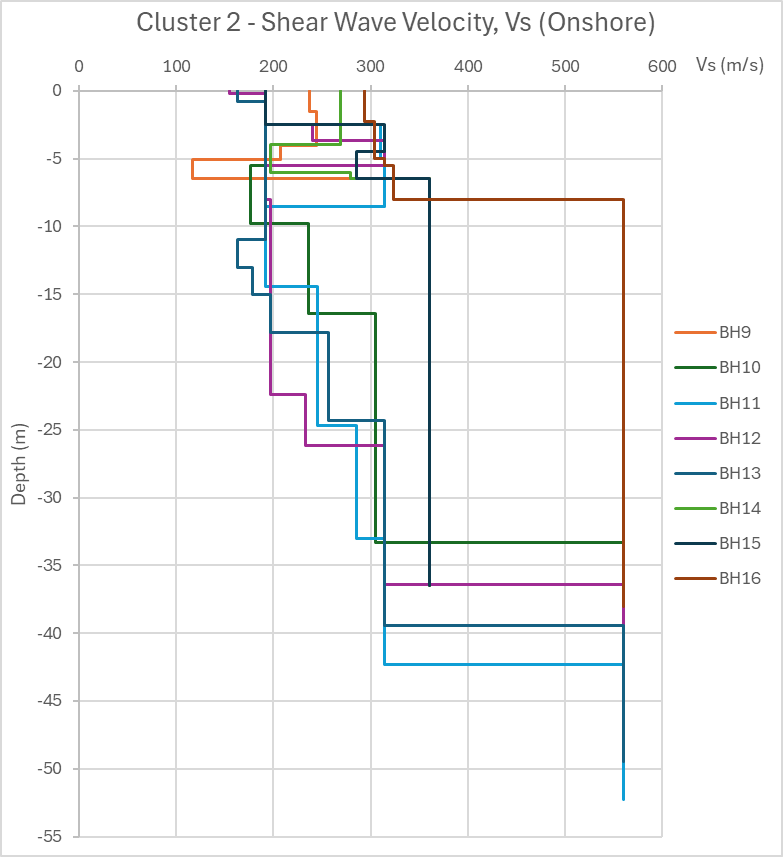 Cluster 2 - Shear Wave Velocity, Vs (Onshore)
0 100 200 300 400 500 600 Vs (m/s)
0
-5
-10
-15
-20
-25
-30
-35
-40
-45
-50
-55
Depth (m)
BH9
BH10
BH11
BH12
BH13
BH14
BH15
BH16